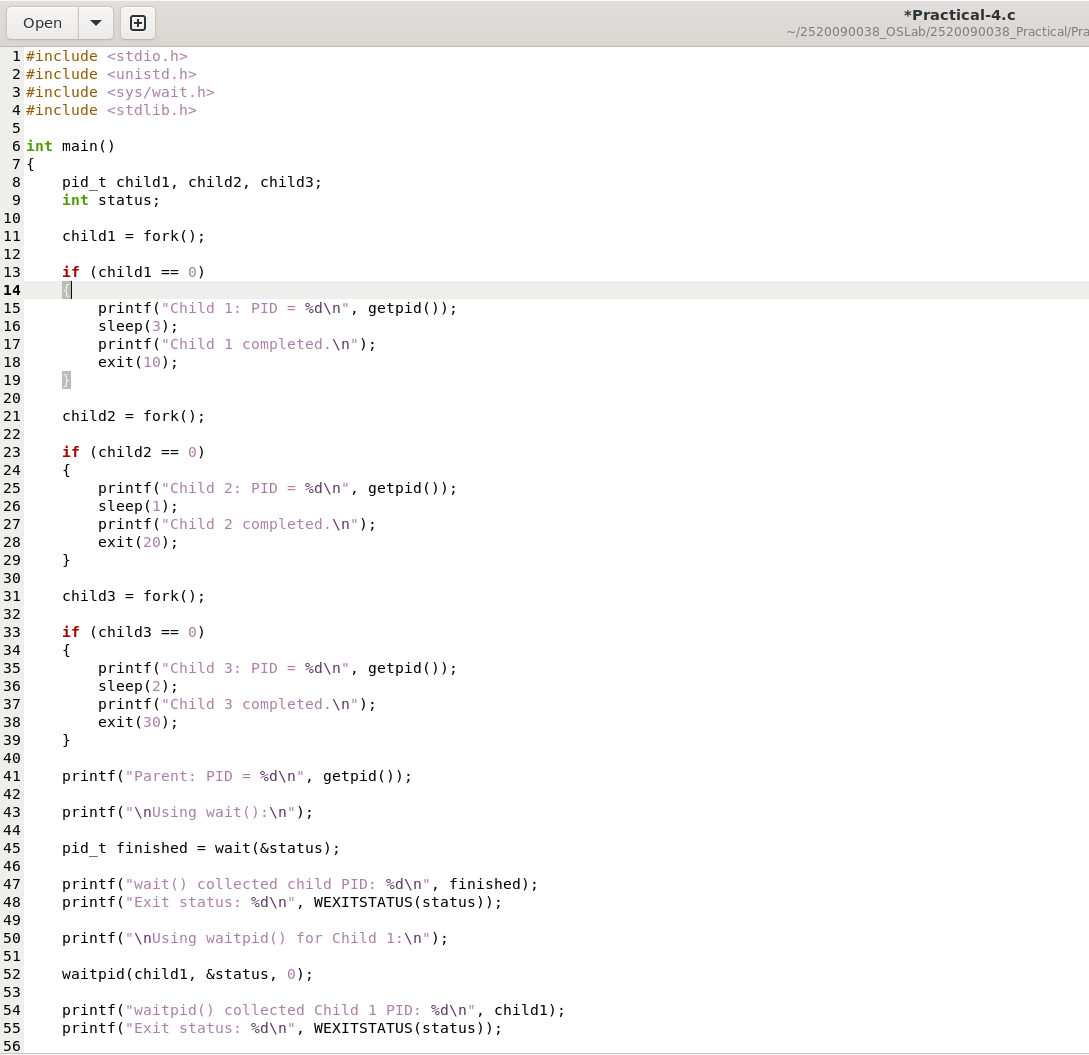 Open
*Practical-4.c
~/2520090038_OSLab/2520090038_Practical/Pra
1 #include <stdio.h>
2 #include <unistd.h>
3 #include <sys/wait.h>
4 #include <stdlib.h>
5
6 int main()
7 {
8     pid_t child1, child2, child3;
9     int status;
10
11     child1 = fork();
12
13     if (child1 == 0)
14     {
15         printf("Child 1: PID = %d\n", getpid());
16         sleep(3);
17         printf("Child 1 completed.\n");
18         exit(10);
19     }
20
21     child2 = fork();
22
23     if (child2 == 0)
24     {
25         printf("Child 2: PID = %d\n", getpid());
26         sleep(1);
27         printf("Child 2 completed.\n");
28         exit(20);
29     }
30
31     child3 = fork();
32
33     if (child3 == 0)
34     {
35         printf("Child 3: PID = %d\n", getpid());
36         sleep(2);
37         printf("Child 3 completed.\n");
38         exit(30);
39     }
40
41     printf("Parent: PID = %d\n", getpid());
42
43     printf("\nUsing wait():\n");
44
45     pid_t finished = wait(&status);
46
47     printf("wait() collected child PID: %d\n", finished);
48     printf("Exit status: %d\n", WEXITSTATUS(status));
49
50     printf("\nUsing waitpid() for Child 1:\n");
51
52     waitpid(child1, &status, 0);
53
54     printf("waitpid() collected Child 1 PID: %d\n", child1);
55     printf("Exit status: %d\n", WEXITSTATUS(status));
56